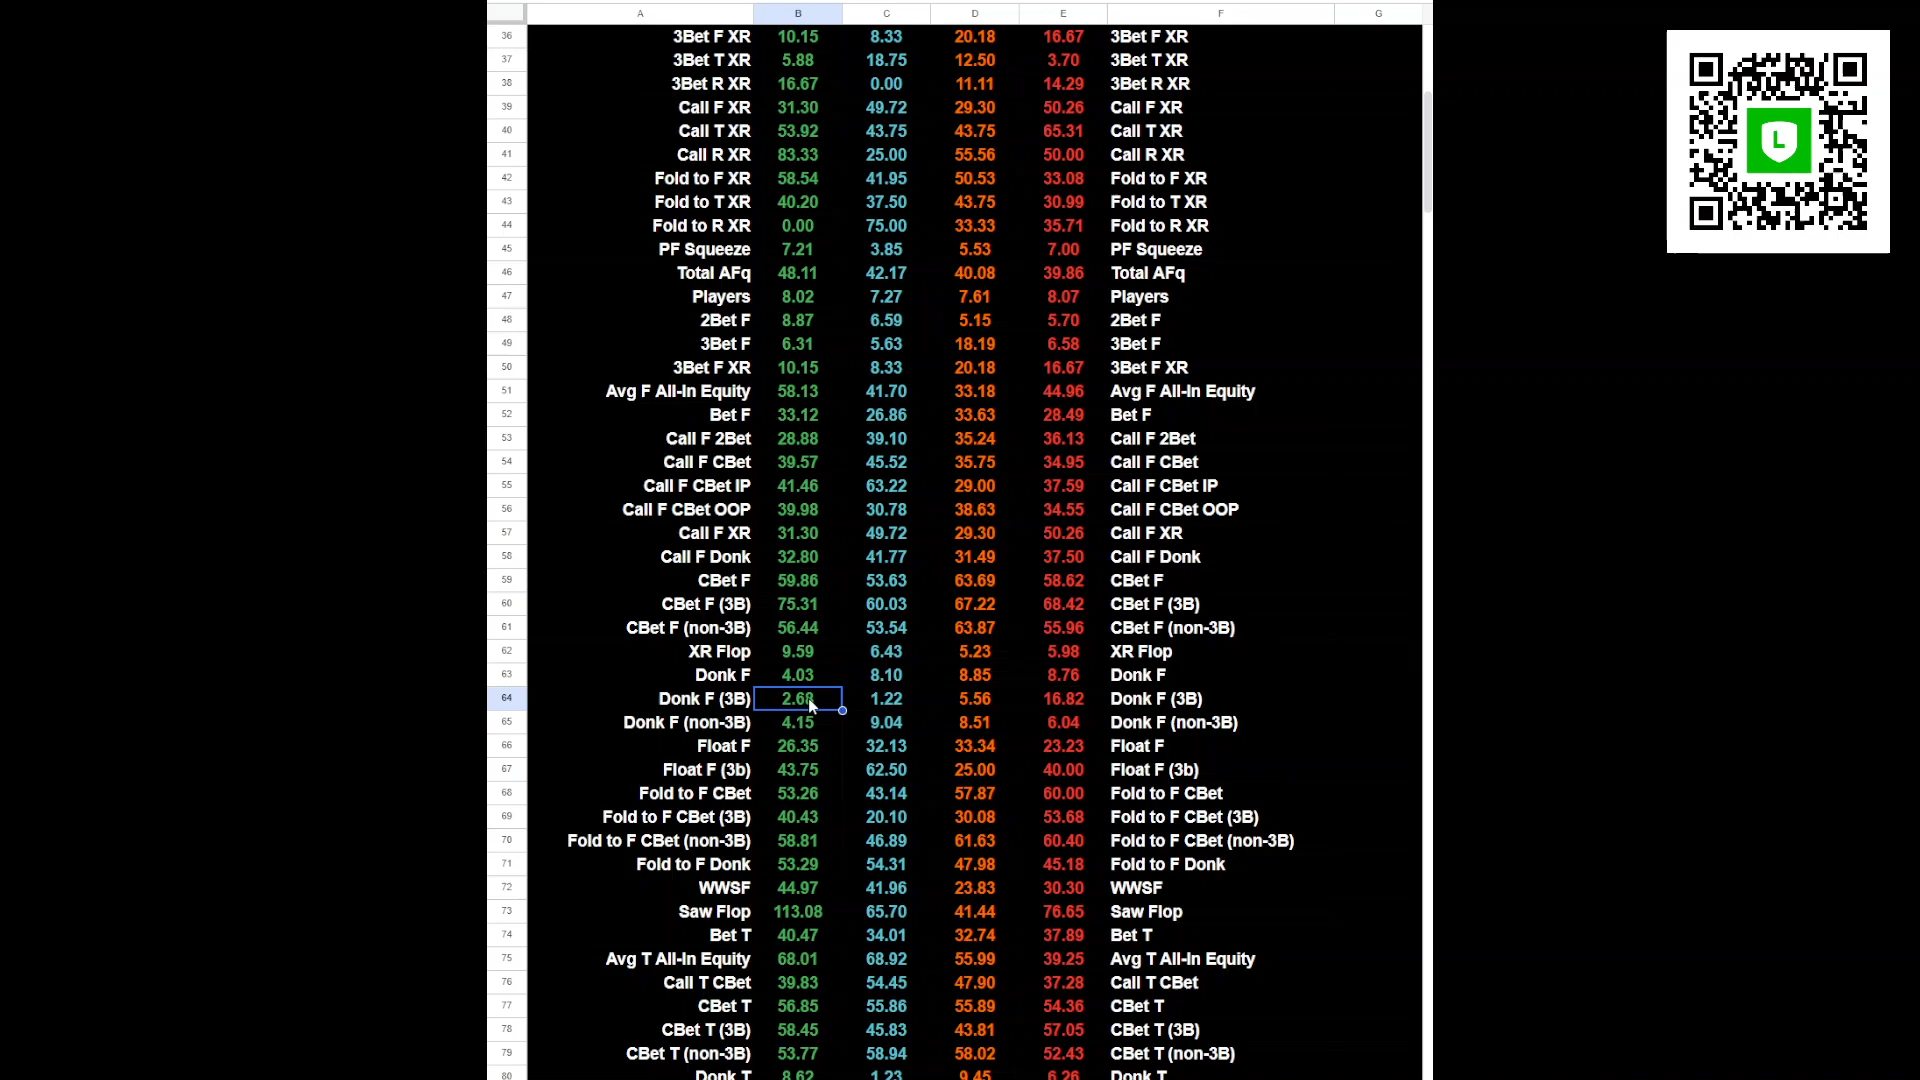 A B C D E F G
36 3Bet F XR 10.15 8.33 20.18 16.67 3Bet F XR
37 3Bet T XR 5.88 18.75 12.50 3.70 3Bet T XR
38 3Bet R XR 16.67 0.00 11.11 14.29 3Bet R XR
39 Call F XR 31.30 49.72 29.30 50.26 Call F XR
40 Call T XR 53.92 43.75 43.75 65.31 Call T XR
41 Call R XR 83.33 25.00 55.56 50.00 Call R XR
42 Fold to F XR 58.54 41.95 50.53 33.08 Fold to F XR
43 Fold to T XR 40.20 37.50 43.75 30.99 Fold to T XR
44 Fold to R XR 0.00 75.00 33.33 35.71 Fold to R XR
45 PF Squeeze 7.21 3.85 5.53 7.00 PF Squeeze
46 Total AFq 48.11 42.17 40.08 39.86 Total AFq
47 Players 8.02 7.27 7.61 8.07 Players
48 2Bet F 8.87 6.59 5.15 5.70 2Bet F
49 3Bet F 6.31 5.63 18.19 6.58 3Bet F
50 3Bet F XR 10.15 8.33 20.18 16.67 3Bet F XR
51 Avg F All-In Equity 58.13 41.70 33.18 44.96 Avg F All-In Equity
52 Bet F 33.12 26.86 33.63 28.49 Bet F
53 Call F 2Bet 28.88 39.10 35.24 36.13 Call F 2Bet
54 Call F CBet 39.57 45.52 35.75 34.95 Call F CBet
55 Call F CBet IP 41.46 63.22 29.00 37.59 Call F CBet IP
56 Call F CBet OOP 39.98 30.78 38.63 34.55 Call F CBet OOP
57 Call F XR 31.30 49.72 29.30 50.26 Call F XR
58 Call F Donk 32.80 41.77 31.49 37.50 Call F Donk
59 CBet F 59.86 53.63 63.69 58.62 CBet F
60 CBet F (3B) 75.31 60.03 67.22 68.42 CBet F (3B)
61 CBet F (non-3B) 56.44 53.54 63.87 55.96 CBet F (non-3B)
62 XR Flop 9.59 6.43 5.23 5.98 XR Flop
63 Donk F 4.03 8.10 8.85 8.76 Donk F
64 Donk F (3B) 2.68 1.22 5.56 16.82 Donk F (3B)
65 Donk F (non-3B) 4.15 9.04 8.51 6.04 Donk F (non-3B)
66 Float F 26.35 32.13 33.34 23.23 Float F
67 Float F (3b) 43.75 62.50 25.00 40.00 Float F (3b)
68 Fold to F CBet 53.26 43.14 57.87 60.00 Fold to F CBet
69 Fold to F CBet (3B) 40.43 20.10 30.08 53.68 Fold to F CBet (3B)
70 Fold to F CBet (non-3B) 58.81 46.89 61.63 60.40 Fold to F CBet (non-3B)
71 Fold to F Donk 53.29 54.31 47.98 45.18 Fold to F Donk
72 WWSF 44.97 41.96 23.83 30.30 WWSF
73 Saw Flop 113.08 65.70 41.44 76.65 Saw Flop
74 Bet T 40.47 34.01 32.74 37.89 Bet T
75 Avg T All-In Equity 68.01 68.92 55.99 39.25 Avg T All-In Equity
76 Call T CBet 39.83 54.45 47.90 37.28 Call T CBet
77 CBet T 56.85 55.86 55.89 54.36 CBet T
78 CBet T (3B) 58.45 45.83 43.81 57.05 CBet T (3B)
79 CBet T (non-3B) 53.77 58.94 58.02 52.43 CBet T (non-3B)
80 Donk T 8.62 1.23 9.45 6.26 Donk T
L